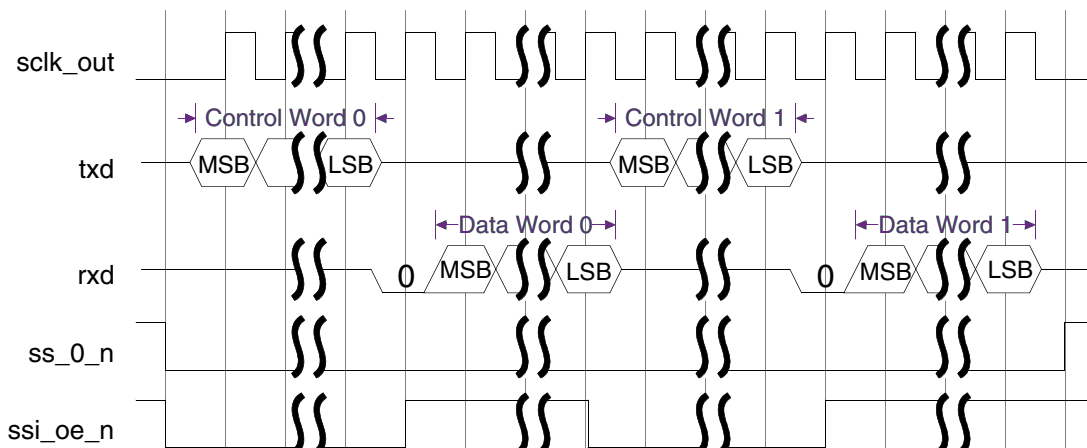 sclk_out
Control Word 0 Control Word 1
txd MSB LSB MSB LSB
Data Word 0 Data Word 1
rxd 0 MSB LSB 0 MSB LSB
ss_0_n
ssi_oe_n